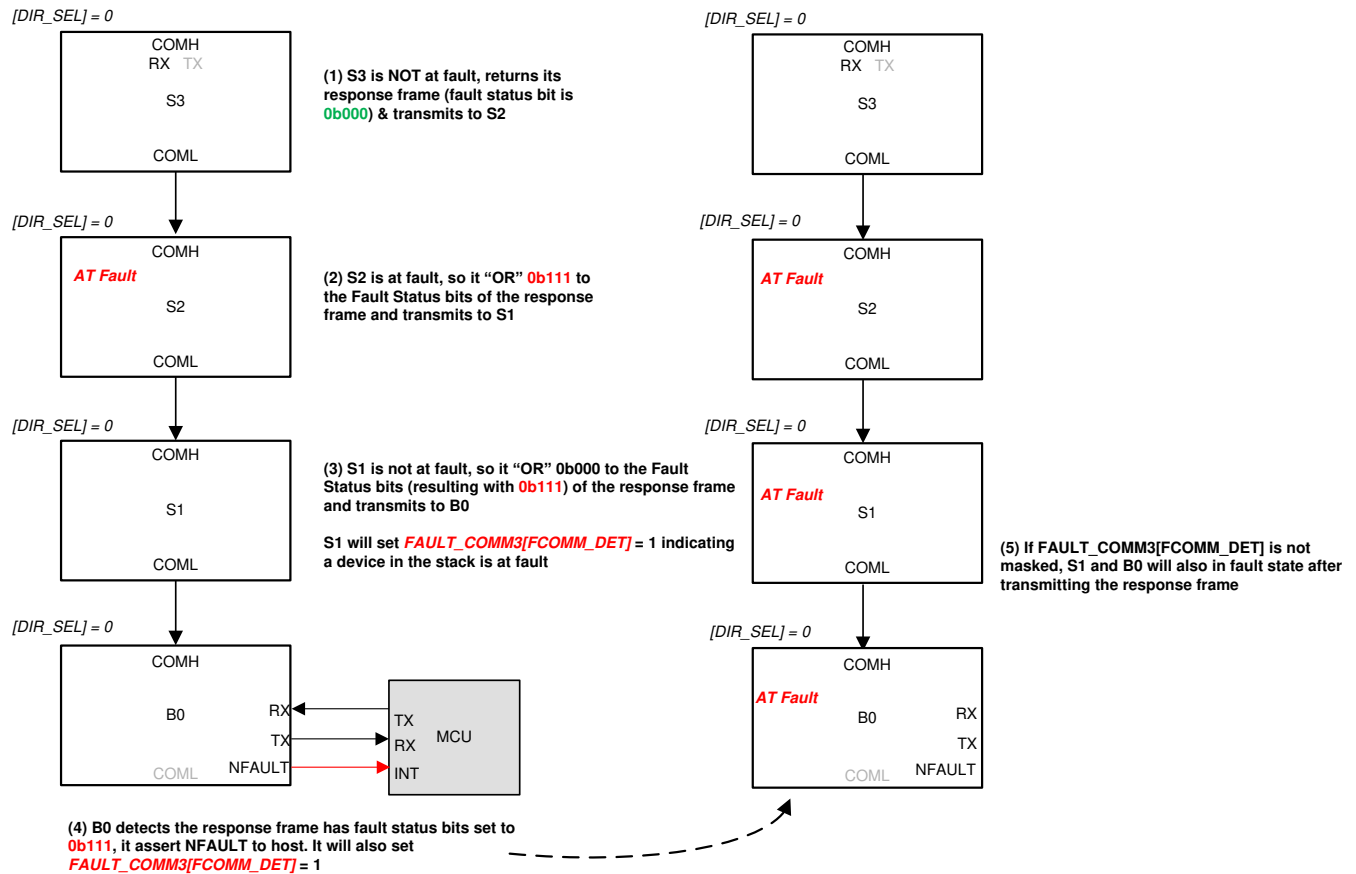 [DIR_SEL] = 0
COMH
RX TX
S3
COML
(1) S3 is NOT at fault, returns its
response frame (fault status bit is
0b000) & transmits to S2
[DIR_SEL] = 0
COMH
AT Fault
S2
COML
(2) S2 is at fault, so it “OR” 0b111 to
the Fault Status bits of the response
frame and transmits to S1
[DIR_SEL] = 0
COMH
S1
COML
(3) S1 is not at fault, so it “OR” 0b000 to the Fault
Status bits (resulting with 0b111) of the response frame
and transmits to B0
S1 will set FAULT_COMM3[FCOMM_DET] = 1 indicating
a device in the stack is at fault
[DIR_SEL] = 0
COMH
B0
RX
TX
COML
NFAULT
TX
RX
MCU
INT
(4) B0 detects the response frame has fault status bits set to
0b111, it assert NFAULT to host. It will also set
FAULT_COMM3[FCOMM_DET] = 1
[DIR_SEL] = 0
COMH
RX TX
S3
COML
[DIR_SEL] = 0
COMH
AT Fault
S2
COML
[DIR_SEL] = 0
COMH
AT Fault
S1
COML
(5) If FAULT_COMM3[FCOMM_DET] is not
masked, S1 and B0 will also in fault state after
transmitting the response frame
[DIR_SEL] = 0
COMH
AT Fault
B0
RX
TX
COML
NFAULT